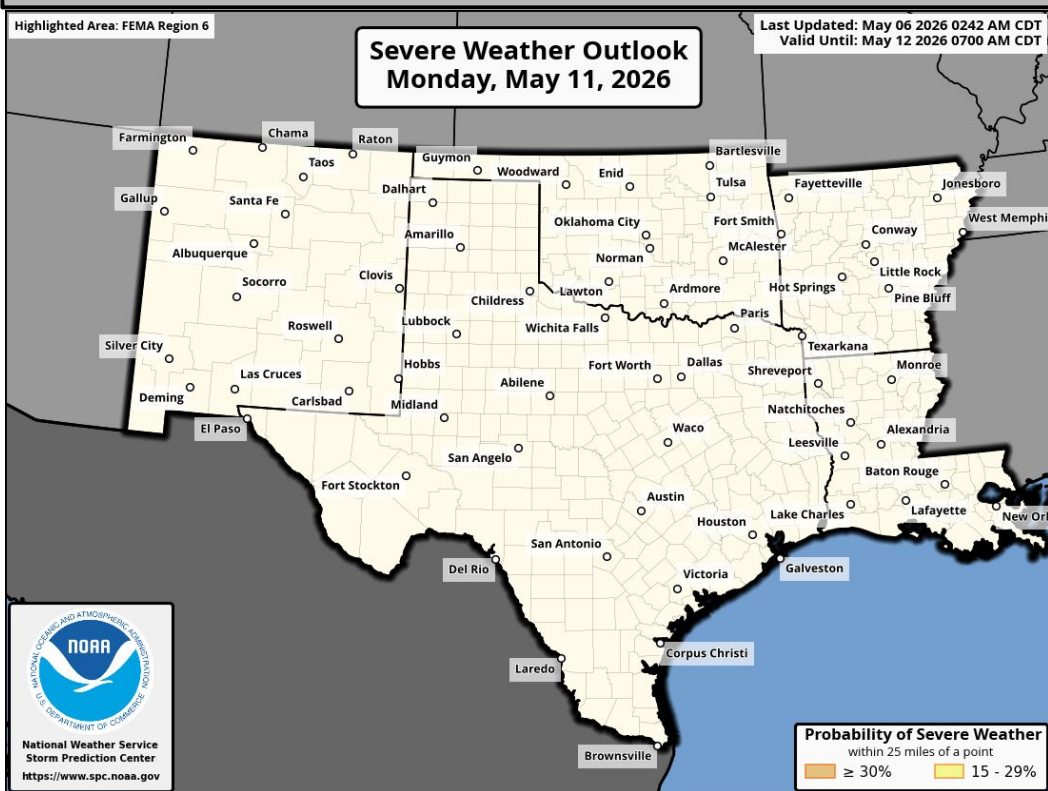 Highlighted Area: FEMA Region 6
Last Updated: May 06 2026 0242 AM CDT
Valid Until: May 12 2026 0700 AM CDT
Severe Weather Outlook
Monday, May 11, 2026
Farmington
Chama
Raton
Taos
Guymon
Woodward
Enid
Bartlesville
Tulsa
Fayetteville
Jonesboro
Gallup
Santa Fe
Dalhart
Oklahoma City
Fort Smith
West Memphi
Amarillo
Conway
Albuquerque
Norman
McAlester
Socorro
Clovis
Little Rock
Childress
Lawton
Ardmore
Hot Springs
Pine Bluff
Roswell
Lubbock
Wichita Falls
Paris
Texarkana
Silver City
Hobbs
Fort Worth
Dallas
Shreveport
Monroe
Las Cruces
Abilene
Deming
Carlsbad
Midland
Natchitoches
El Paso
Waco
Leesville
Alexandria
San Angelo
Baton Rouge
Fort Stockton
Austin
Lake Charles
Lafayette
New Orl
Houston
San Antonio
Del Rio
Galveston
Victoria
Corpus Christi
Laredo
Brownsville
NATIONAL OCEANIC AND ATMOSPHERIC ADMINISTRATION
NOAA
U.S. DEPARTMENT OF COMMERCE
National Weather Service
Storm Prediction Center
https://www.spc.noaa.gov
Probability of Severe Weather
within 25 miles of a point
≥ 30%
15 - 29%